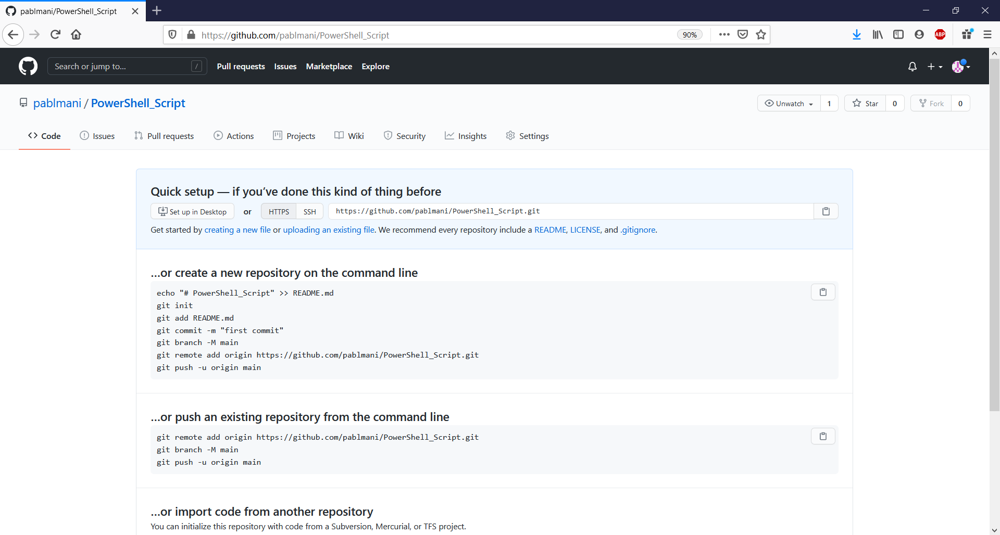 pablmani/PowerShell_Script
https://github.com/pablmani/PowerShell_Script
90%
ABP
Search or jump to... /
Pull requests Issues Marketplace Explore
pablmani / PowerShell_Script
Unwatch 1 Star 0 Fork 0
Code Issues Pull requests Actions Projects Wiki Security Insights Settings
Quick setup — if you’ve done this kind of thing before
Set up in Desktop or HTTPS SSH https://github.com/pablmani/PowerShell_Script.git
Get started by creating a new file or uploading an existing file. We recommend every repository include a README, LICENSE, and .gitignore.
…or create a new repository on the command line
echo "# PowerShell_Script" >> README.md
git init
git add README.md
git commit -m "first commit"
git branch -M main
git remote add origin https://github.com/pablmani/PowerShell_Script.git
git push -u origin main
…or push an existing repository from the command line
git remote add origin https://github.com/pablmani/PowerShell_Script.git
git branch -M main
git push -u origin main
…or import code from another repository
You can initialize this repository with code from a Subversion, Mercurial, or TFS project.